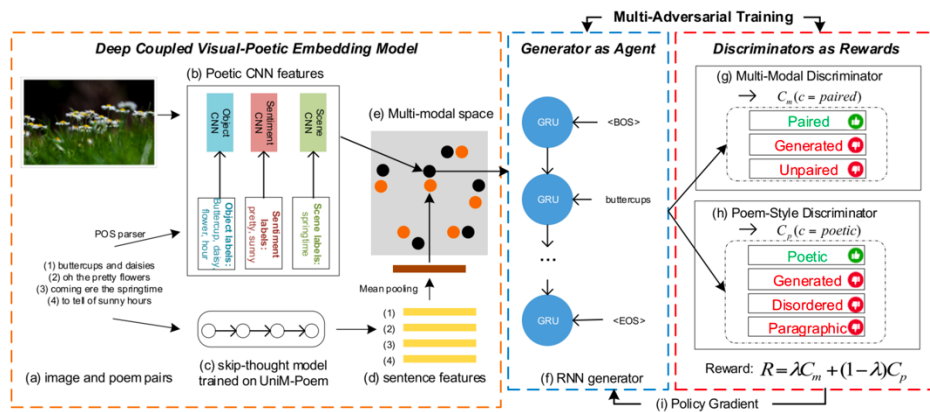 Multi-Adversarial Training
Deep Coupled Visual-Poetic Embedding Model
Generator as Agent
Discriminators as Rewards
(b) Poetic CNN features
Object CNN
Sentiment CNN
Scene CNN
Object labels: Buttercup, daisy, flower, hour
Sentiment labels: pretty, sunny
Scene labels: springtime
POS parser
(1) buttercups and daisies
(2) oh the pretty flowers
(3) coming ere the springtime
(4) to tell of sunny hours
(a) image and poem pairs
(c) skip-thought model
trained on UniM-Poem
(e) Multi-modal space
Mean pooling
(1)
(2)
(3)
(4)
(d) sentence features
GRU
<BOS>
GRU
buttercups
...
...
GRU
<EOS>
(f) RNN generator
(g) Multi-Modal Discriminator
Cm(c = paired)
Paired
Generated
Unpaired
(h) Poem-Style Discriminator
Cp(c = poetic)
Poetic
Generated
Disordered
Paragraphic
Reward: R = λCm + (1−λ)Cp
(i) Policy Gradient